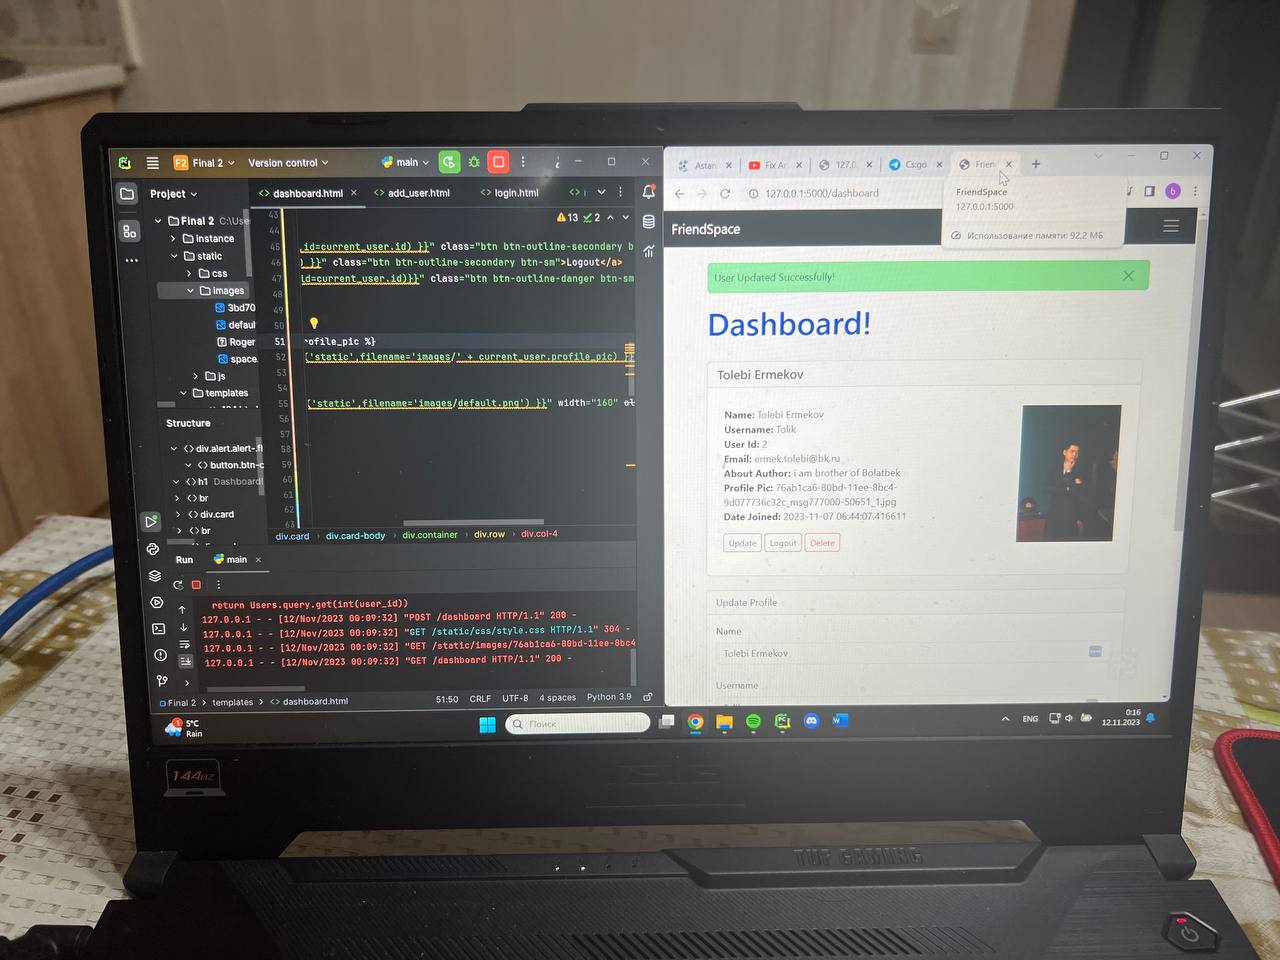 F2 Final 2
Version control
main
Project
dashboard.html
add_user.html
login.html
Final 2
instance
static
css
images
3bd70
defaul
Roger
space.
js
templates
13 2
43
44
45 id=current_user.id) }}" class="btn btn-outline-secondary b
46 ) }}" class="btn btn-outline-secondary btn-sm">Logout</a>
47 id=current_user.id)}}" class="btn btn-outline-danger btn-sm
48
49
50
51 rofile_pic %}
52 ('static',filename='images/' + current_user.profile_pic) }}
55 ('static',filename='images/default.png') }}" width="160" al
56
57
58
59
60
61
62
63
Structure
div.alert.alert-.fl
button.btn-c
h1 Dashboard!
br
div.card
br
div.card div.card-body div.container div.row div.col-4
Run main
return Users.query.get(int(user_id))
127.0.0.1 - - [12/Nov/2023 00:09:32] "POST /dashboard HTTP/1.1" 200 -
127.0.0.1 - - [12/Nov/2023 00:09:32] "GET /static/css/style.css HTTP/1.1" 304 -
127.0.0.1 - - [12/Nov/2023 00:09:32] "GET /static/images/76ab1ca6-80bd-11ee-8bc4
127.0.0.1 - - [12/Nov/2023 00:09:32] "GET /dashboard HTTP/1.1" 200 -
Final 2 > templates > dashboard.html
51:50 CRLF UTF-8 4 spaces Python 3.9
Astan
Fix Ar
127.0
Cs:go
Frien
127.0.0.1:5000/dashboard
FriendSpace
127.0.0.1:5000
Использование памяти: 92,2 МБ
b
FriendSpace
User Updated Successfully!
Dashboard!
Tolebi Ermekov
Name: Tolebi Ermekov
Username: Tolik
User Id: 2
Email: ermek.tolebi@bk.ru
About Author: i am brother of Bolatbek
Profile Pic: 76ab1ca6-80bd-11ee-8bc4-
9d077736c32c_msg777000-50651_1.jpg
Date Joined: 2023-11-07 06:44:07.416611
Update Logout Delete
Update Profile
Name
Tolebi Ermekov
Username
1
5°C
Rain
Поиск
ENG
0:16
12.11.2023
144Hz
TUF GAMING